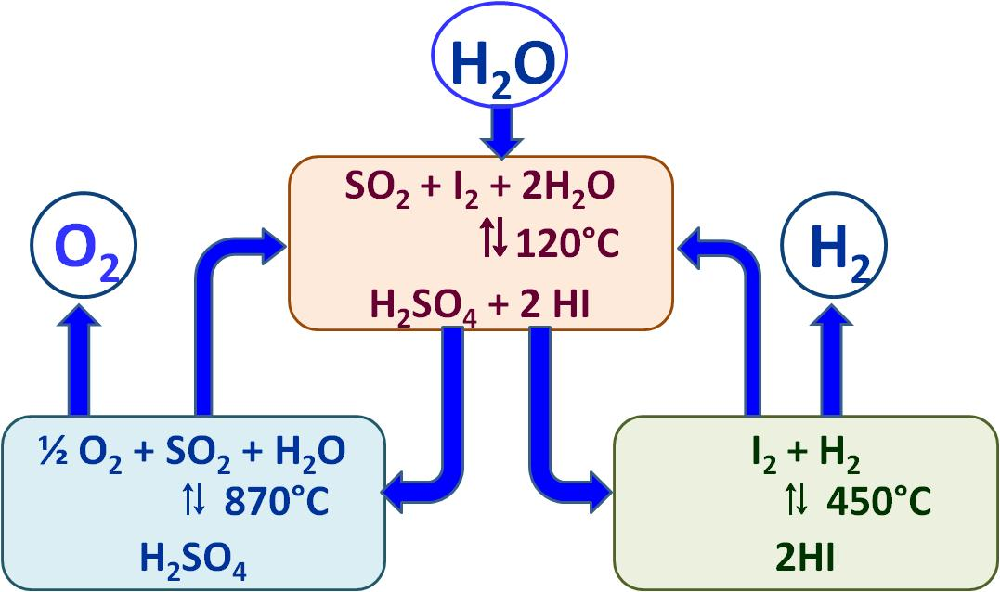 H₂O
SO₂ + I₂ + 2H₂O
⇅ 120°C
H₂SO₄ + 2 HI
O₂
H₂
½ O₂ + SO₂ + H₂O
⇅ 870°C
H₂SO₄
I₂ + H₂
⇅ 450°C
2HI